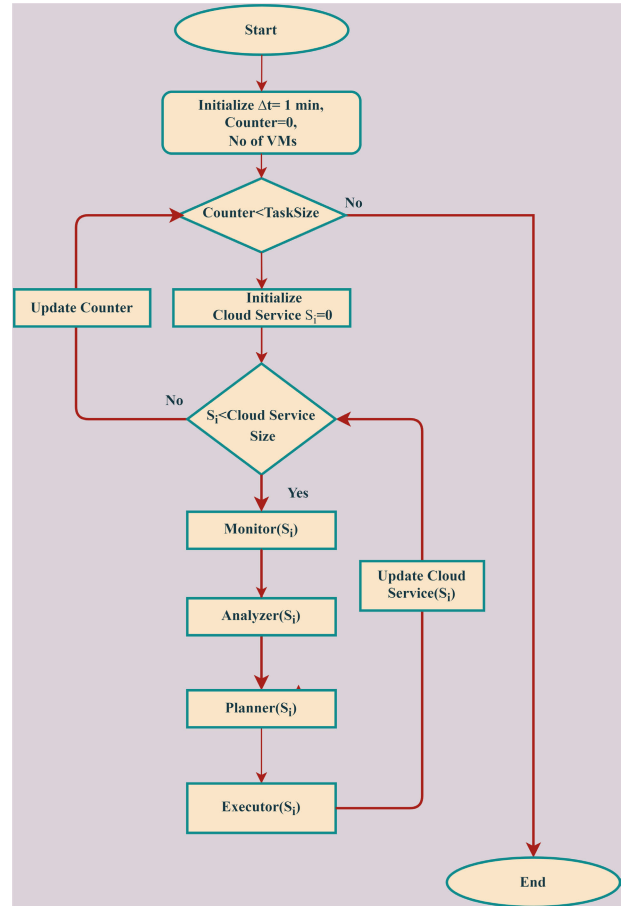 Start
Initialize Δt= 1 min,
Counter=0,
No of VMs
Counter<TaskSize
No
Update Counter
Initialize
Cloud Service Sᵢ=0
No
Sᵢ<Cloud Service
Size
Yes
Monitor(Sᵢ)
Update Cloud
Service(Sᵢ)
Analyzer(Sᵢ)
Planner(Sᵢ)
Executor(Sᵢ)
End